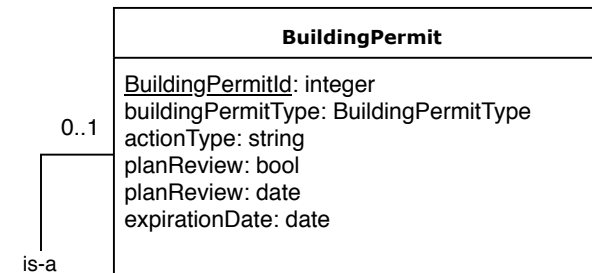 BuildingPermit
BuildingPermitId: integer
buildingPermitType: BuildingPermitType
0..1
actionType: string
planReview: bool
planReview: date
expirationDate: date
is-a